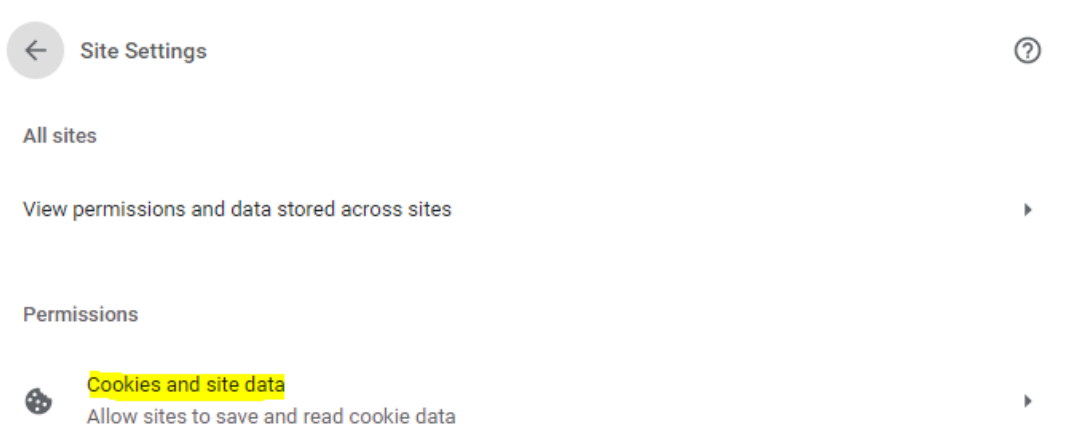 Site Settings
All sites
View permissions and data stored across sites
Permissions
Cookies and site data
Allow sites to save and read cookie data